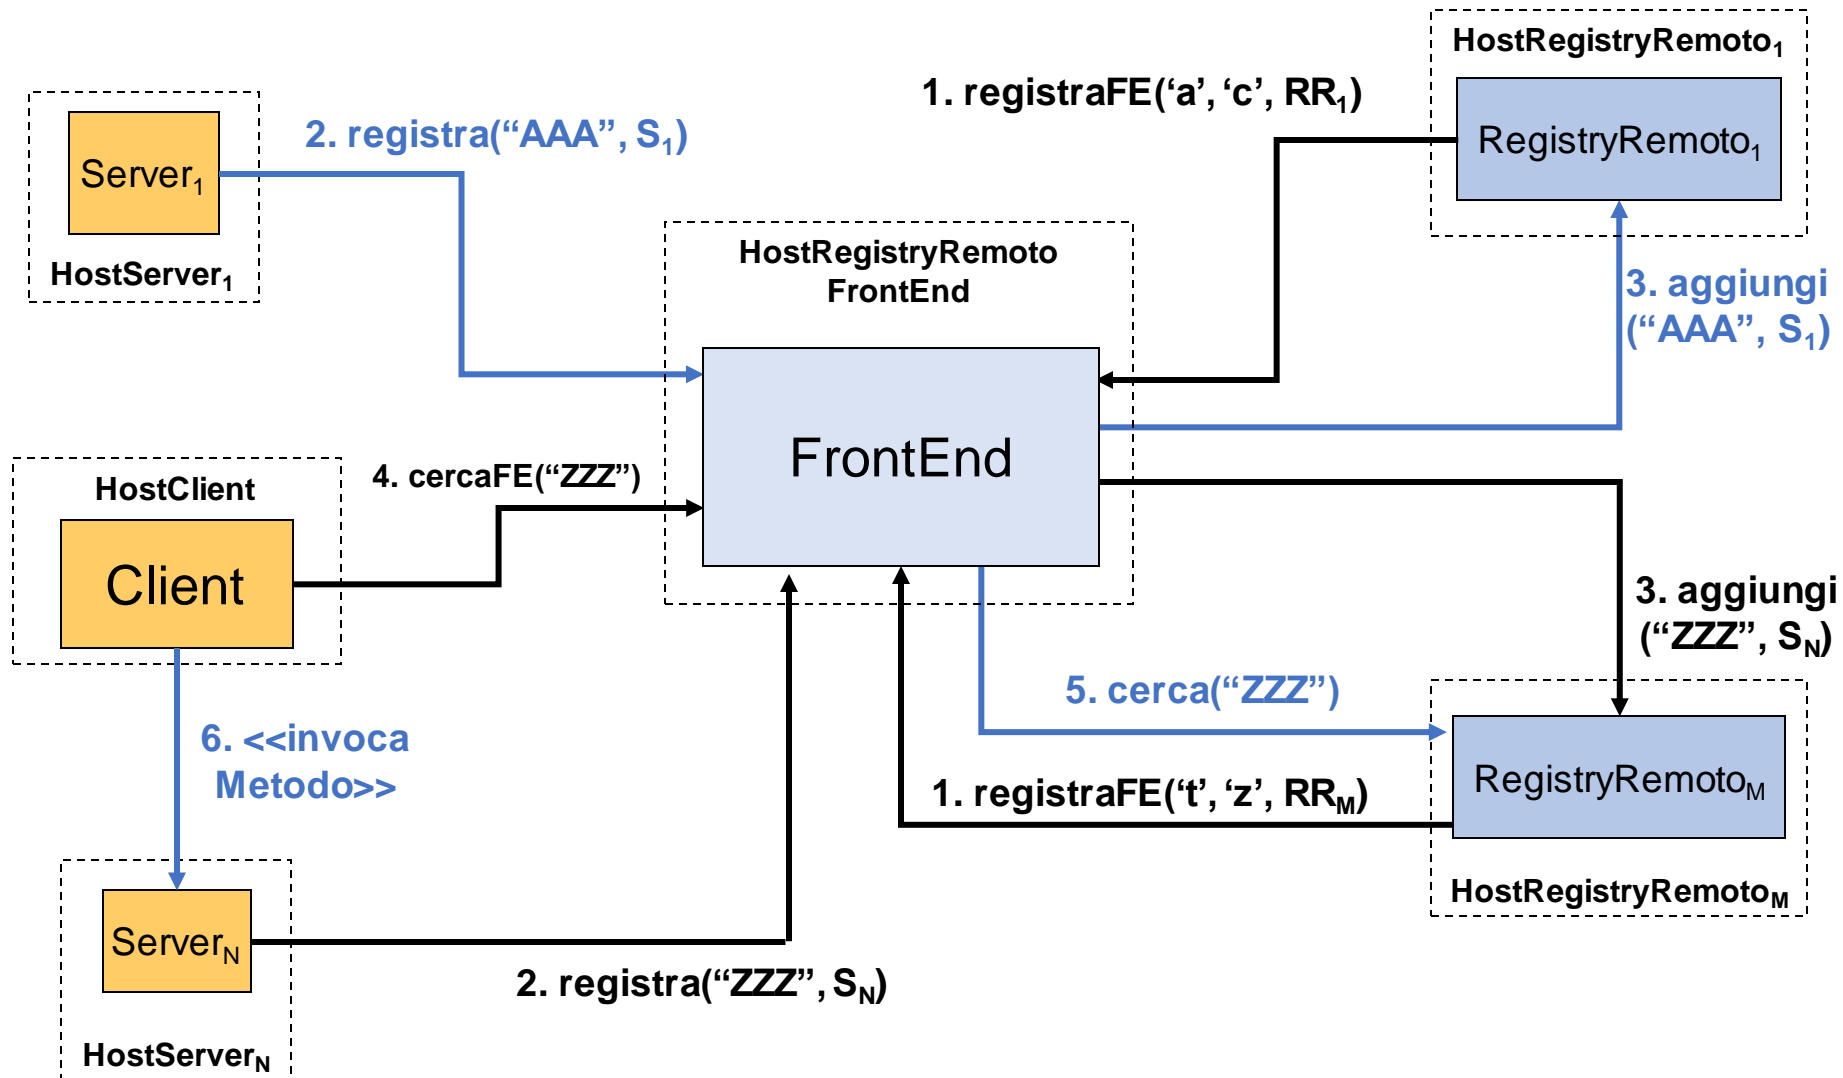 HostRegistryRemoto1
1. registraFE(‘a’, ‘c’, RR1)
RegistryRemoto1
2. registra(“AAA”, S1)
Server1
HostServer1
HostRegistryRemoto
FrontEnd
3. aggiungi
(“AAA”, S1)
FrontEnd
HostClient
4. cercaFE(“ZZZ”)
Client
3. aggiungi
(“ZZZ”, SN)
5. cerca(“ZZZ”)
6. <<invoca
Metodo>>
RegistryRemotoM
1. registraFE(‘t’, ‘z’, RRM)
HostRegistryRemotoM
ServerN
2. registra(“ZZZ”, SN)
HostServerN